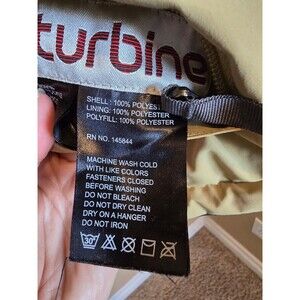 turbine
SHELL: 100% POLYEST
LINING: 100% POLYESTER
POLYFILL: 100% POLYESTER
RN NO. 145844
MACHINE WASH COLD
WITH LIKE COLORS
FASTENERS CLOSED
BEFORE WASHING
DO NOT BLEACH
DO NOT DRY CLEAN
DRY ON A HANGER
DO NOT IRON
30°